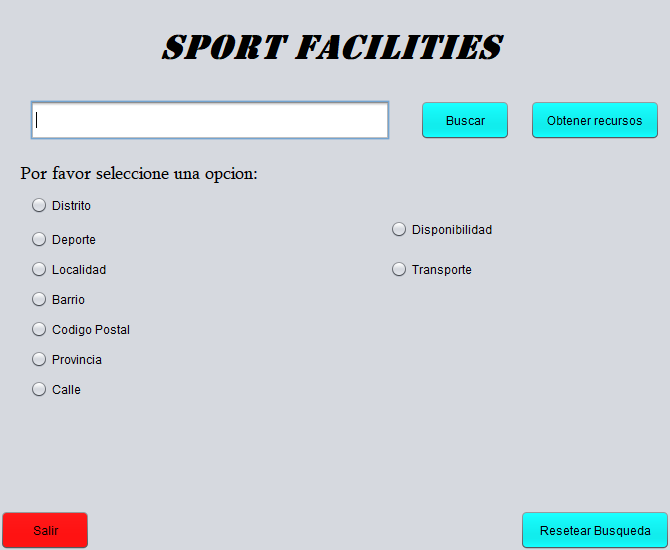 SPORT FACILITIES
Buscar
Obtener recursos
Por favor seleccione una opcion:
Distrito
Deporte
Localidad
Barrio
Codigo Postal
Provincia
Calle
Disponibilidad
Transporte
Salir
Resetear Busqueda